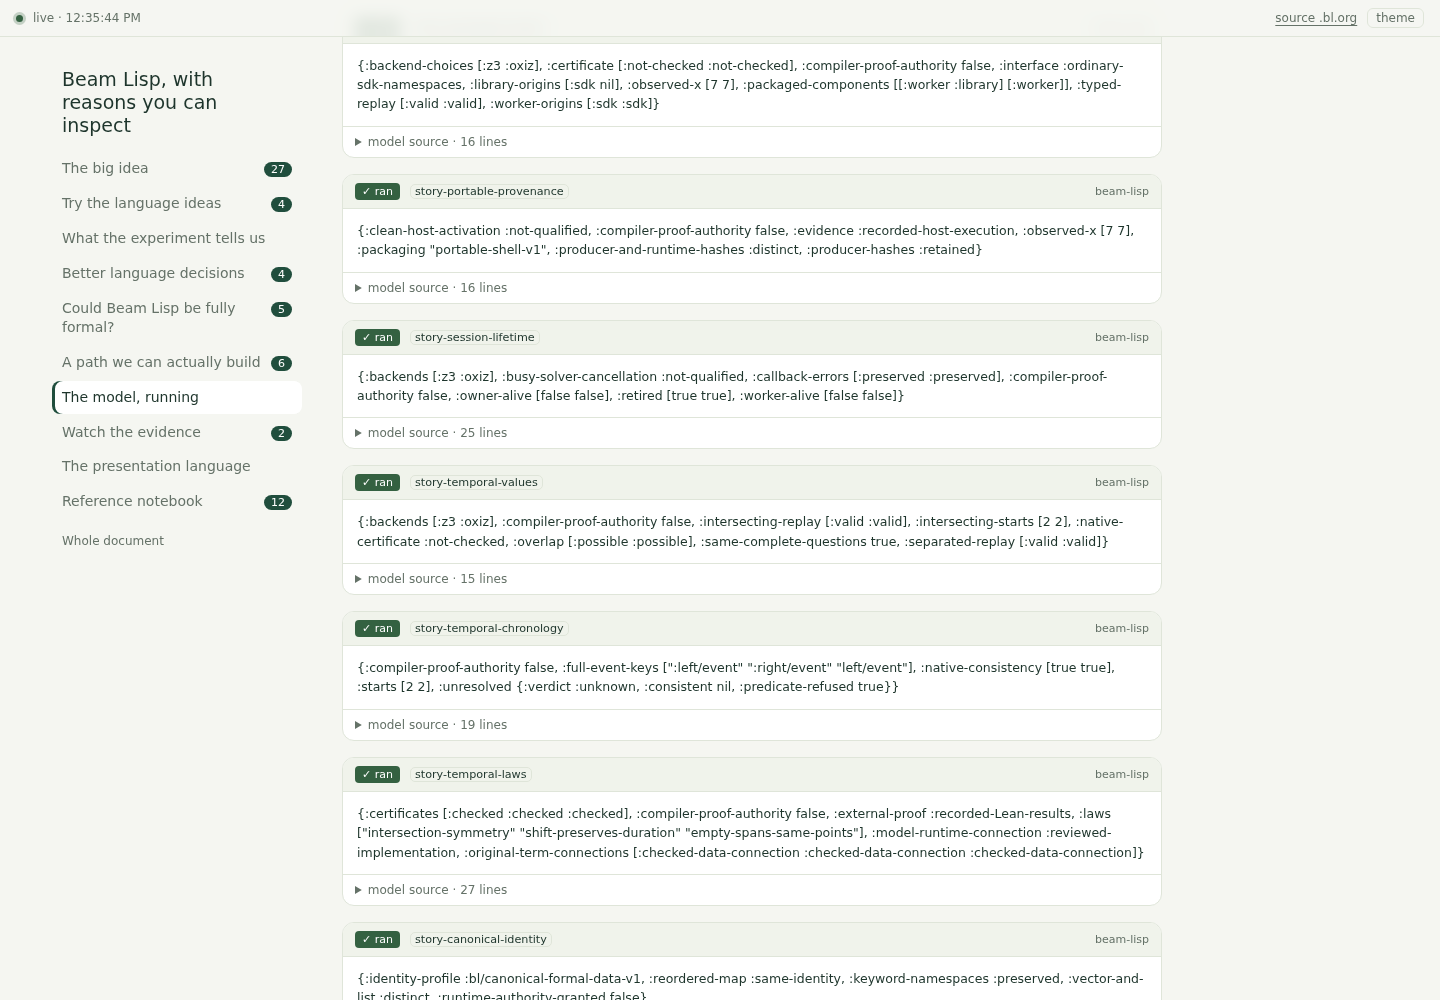 live · 12:35:44 PM
source .bl.org
theme
Beam Lisp, with
reasons you can
inspect
The big idea
27
Try the language ideas
4
What the experiment tells us
Better language decisions
4
Could Beam Lisp be fully
formal?
5
A path we can actually build
6
The model, running
Watch the evidence
2
The presentation language
Reference notebook
12
Whole document
{:backend-choices [:z3 :oxiz], :certificate [:not-checked :not-checked], :compiler-proof-authority false, :interface :ordinary-
sdk-namespaces, :library-origins [:sdk nil], :observed-x [7 7], :packaged-components [[:worker :library] [:worker]], :typed-
replay [:valid :valid], :worker-origins [:sdk :sdk]}
▶ model source · 16 lines
✓ ran
story-portable-provenance
beam-lisp
{:clean-host-activation :not-qualified, :compiler-proof-authority false, :evidence :recorded-host-execution, :observed-x [7 7],
:packaging "portable-shell-v1", :producer-and-runtime-hashes :distinct, :producer-hashes :retained}
▶ model source · 16 lines
✓ ran
story-session-lifetime
beam-lisp
{:backends [:z3 :oxiz], :busy-solver-cancellation :not-qualified, :callback-errors [:preserved :preserved], :compiler-proof-
authority false, :owner-alive [false false], :retired [true true], :worker-alive [false false]}
▶ model source · 25 lines
✓ ran
story-temporal-values
beam-lisp
{:backends [:z3 :oxiz], :compiler-proof-authority false, :intersecting-replay [:valid :valid], :intersecting-starts [2 2], :native-
certificate :not-checked, :overlap [:possible :possible], :same-complete-questions true, :separated-replay [:valid :valid]}
▶ model source · 15 lines
✓ ran
story-temporal-chronology
beam-lisp
{:compiler-proof-authority false, :full-event-keys [":left/event" ":right/event" "left/event"], :native-consistency [true true],
:starts [2 2], :unresolved {:verdict :unknown, :consistent nil, :predicate-refused true}}
▶ model source · 19 lines
✓ ran
story-temporal-laws
beam-lisp
{:certificates [:checked :checked :checked], :compiler-proof-authority false, :external-proof :recorded-Lean-results, :laws
["intersection-symmetry" "shift-preserves-duration" "empty-spans-same-points"], :model-runtime-connection :reviewed-
implementation, :original-term-connections [:checked-data-connection :checked-data-connection :checked-data-connection]}
▶ model source · 27 lines
✓ ran
story-canonical-identity
beam-lisp
{:identity-profile :bl/canonical-formal-data-v1, :reordered-map :same-identity, :keyword-namespaces :preserved, :vector-and-
list :distinct, :runtime-authority-granted false}